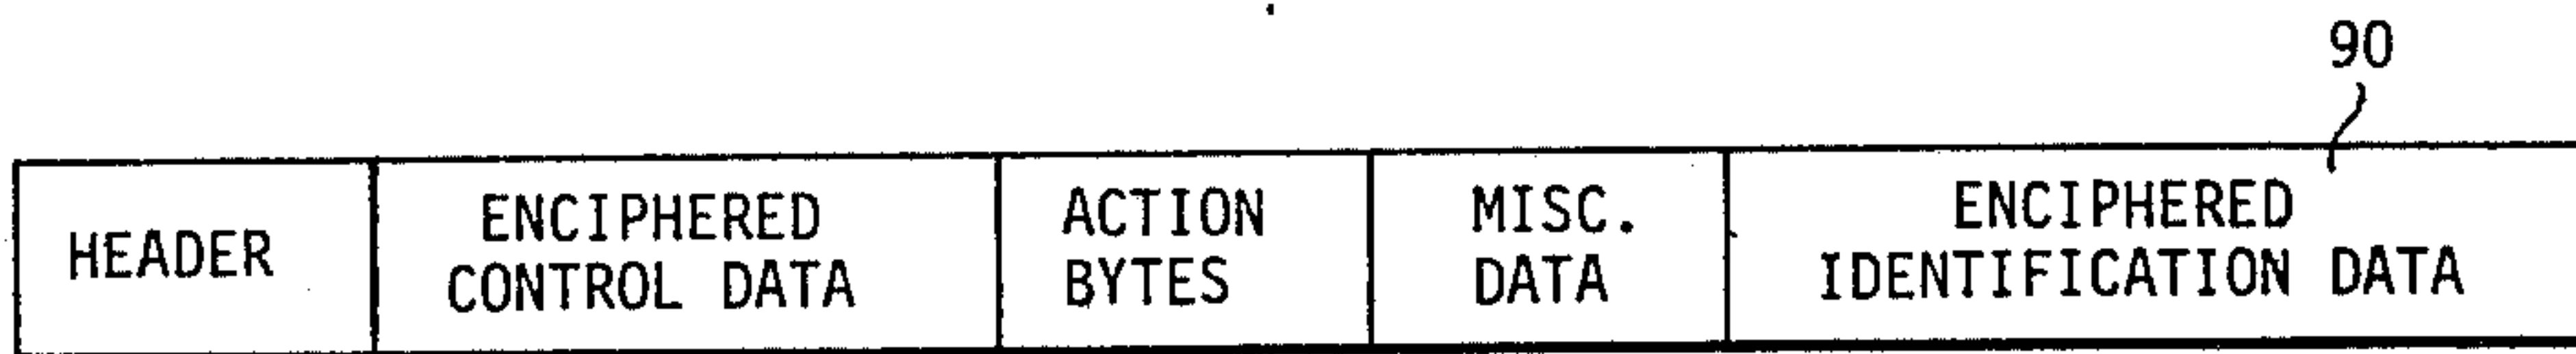 90
HEADER
ENCIPHERED
CONTROL DATA
ACTION
BYTES
MISC.
DATA
ENCIPHERED
IDENTIFICATION DATA